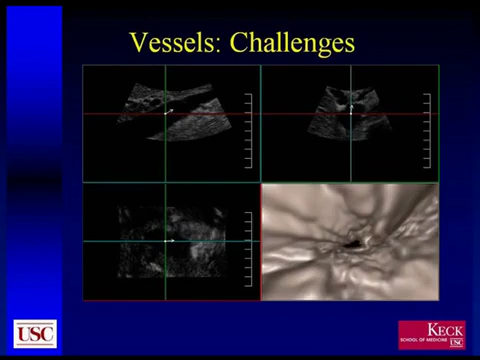 Vessels: Challenges
USC
KECK
SCHOOL OF MEDICINE
USC